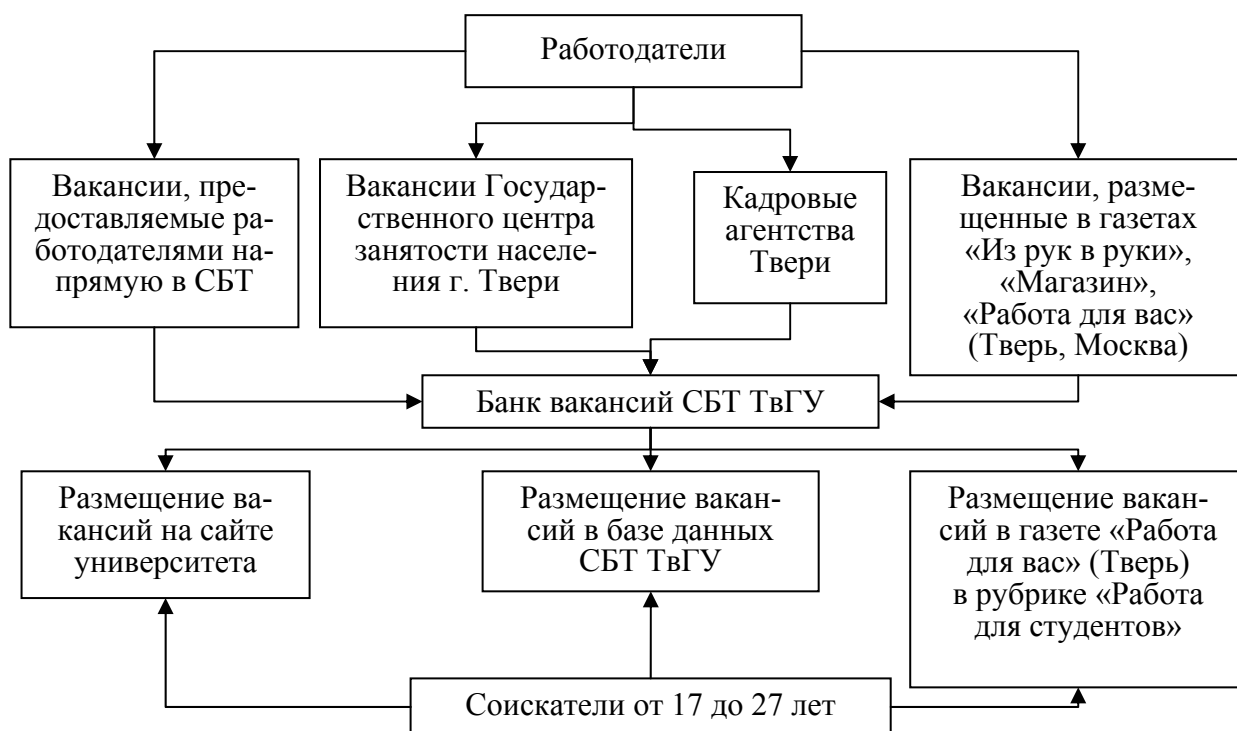 Работодатели
Вакансии, пре-
доставляемые ра-
ботодателями на-
прямую в СБТ
Вакансии Государ-
ственного центра
занятости населе-
ния г. Твери
Кадровые
агентства
Твери
Вакансии, разме-
щенные в газетах
«Из рук в руки»,
«Магазин»,
«Работа для вас»
(Тверь, Москва)
Банк вакансий СБТ ТвГУ
Размещение ва-
кансий на сайте
университета
Размещение вакан-
сий в базе данных
СБТ ТвГУ
Размещение вакан-
сий в газете «Работа
для вас» (Тверь)
в рубрике «Работа
для студентов»
Соискатели от 17 до 27 лет